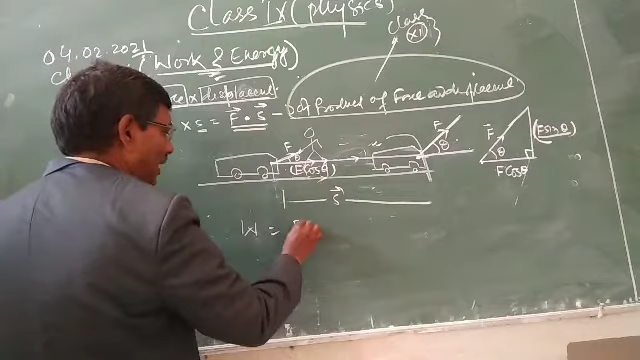 Class IX (physics)
04.02.2021
Work & Energy)
class
XI
displacement
× s = F • S - dot Product of Force and displacement
F
θ
(F cos θ)
F
θ
F
θ
F sin θ
F cos θ
S
W =